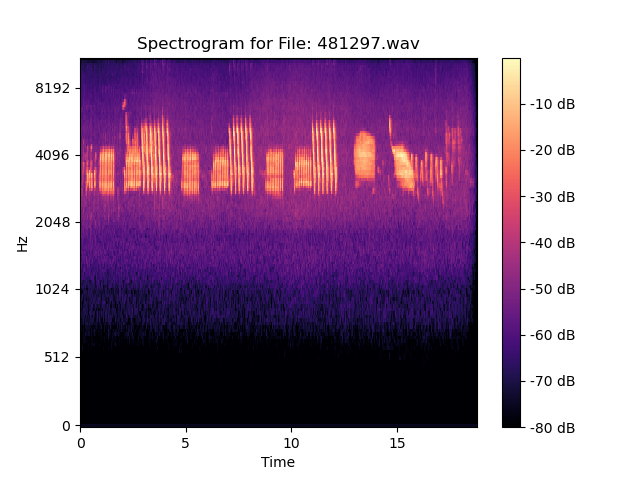 Spectrogram for File: 481297.wav
8192
4096
2048
1024
512
0
Hz
0
5
10
15
Time
-10 dB
-20 dB
-30 dB
-40 dB
-50 dB
-60 dB
-70 dB
-80 dB